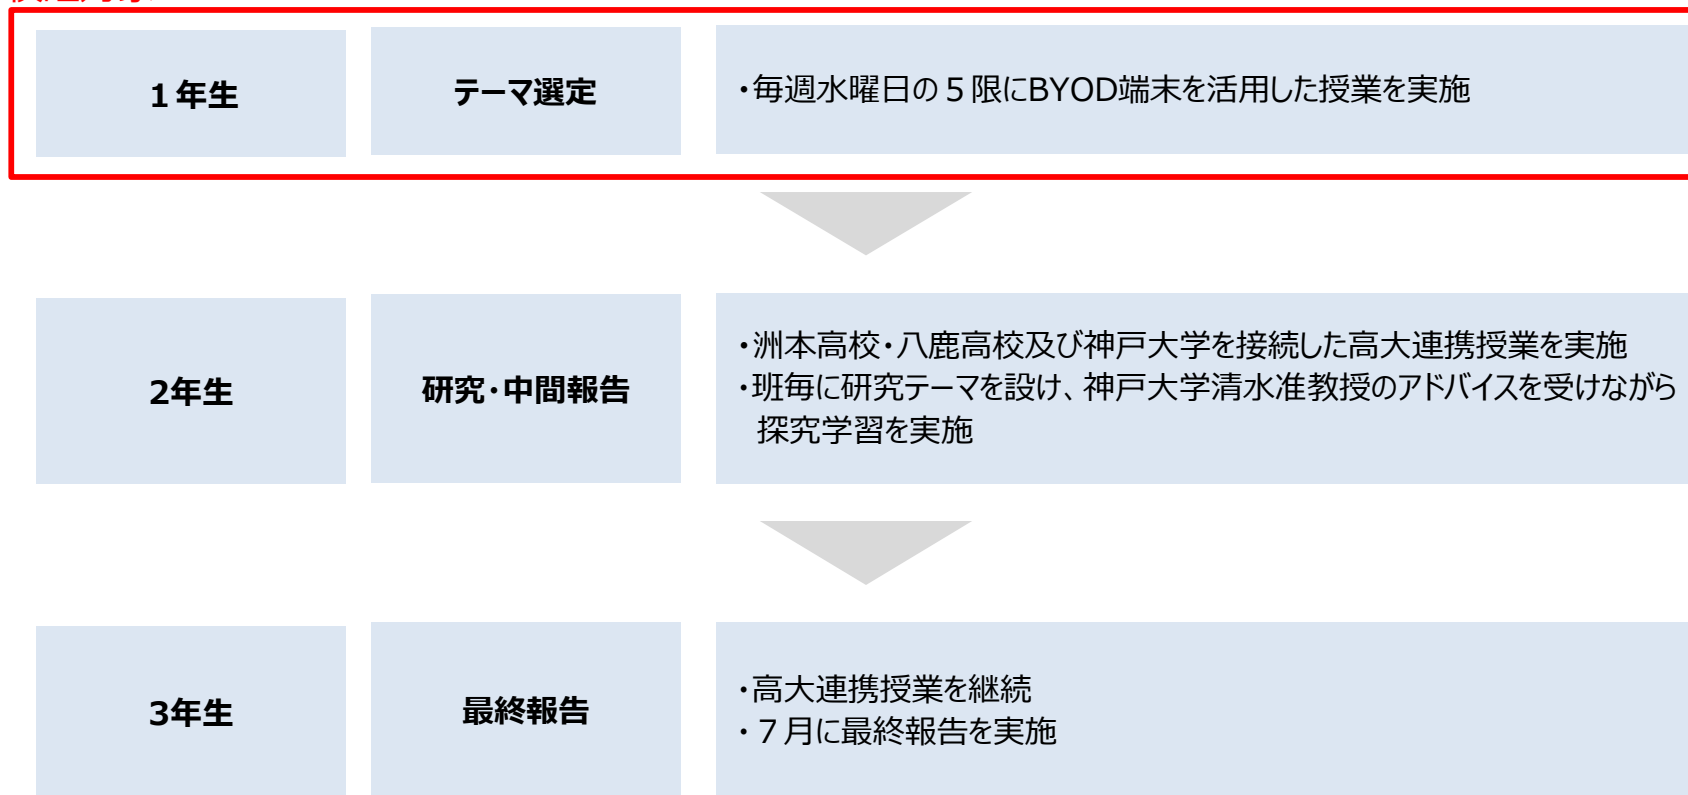 1年生
テーマ選定
・毎週水曜日の5限にBYOD端末を活用した授業を実施
2年生
研究・中間報告
・洲本高校・八鹿高校及び神戸大学を接続した高大連携授業を実施
・班毎に研究テーマを設け、神戸大学清水准教授のアドバイスを受けながら
探究学習を実施
3年生
最終報告
・高大連携授業を継続
・７月に最終報告を実施